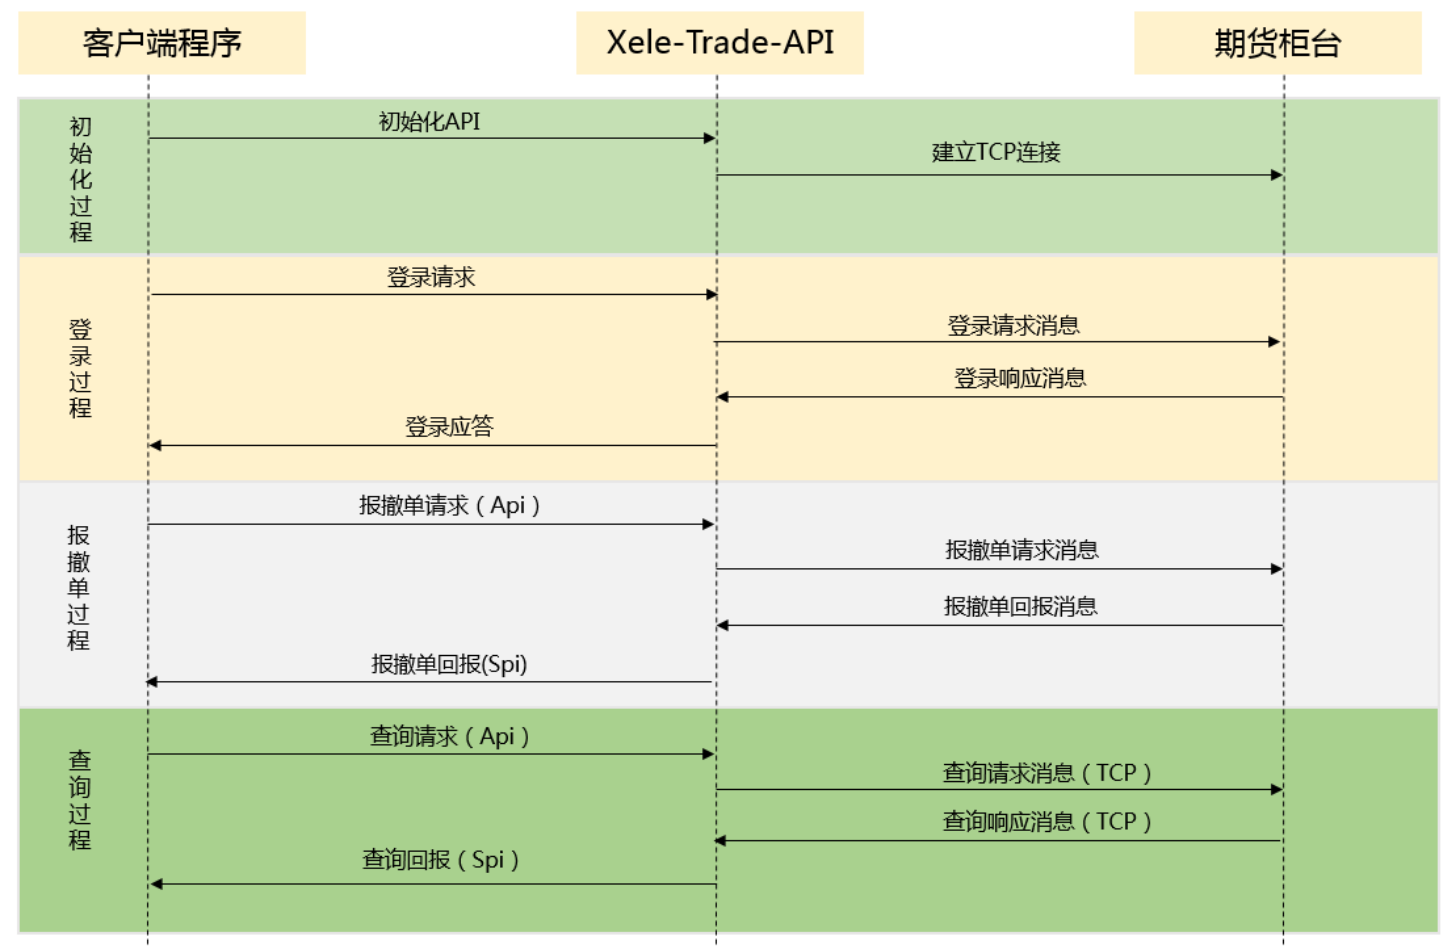 客户端程序
Xele-Trade-API
期货柜台
初始化过程
初始化API
建立TCP连接
登录过程
登录请求
登录请求消息
登录响应消息
登录应答
报撤单过程
报撤单请求（Api）
报撤单请求消息
报撤单回报消息
报撤单回报(Spi)
查询过程
查询请求（Api）
查询请求消息（TCP）
查询响应消息（TCP）
查询回报（Spi）